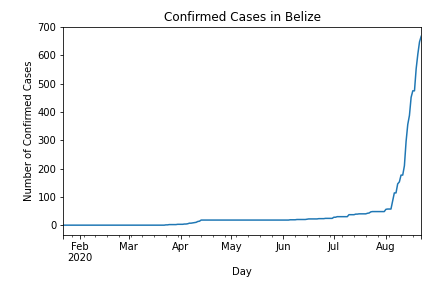 Confirmed Cases in Belize
Number of Confirmed Cases
700
600
500
400
300
200
100
0
Feb Mar Apr May Jun Jul Aug
2020
Day